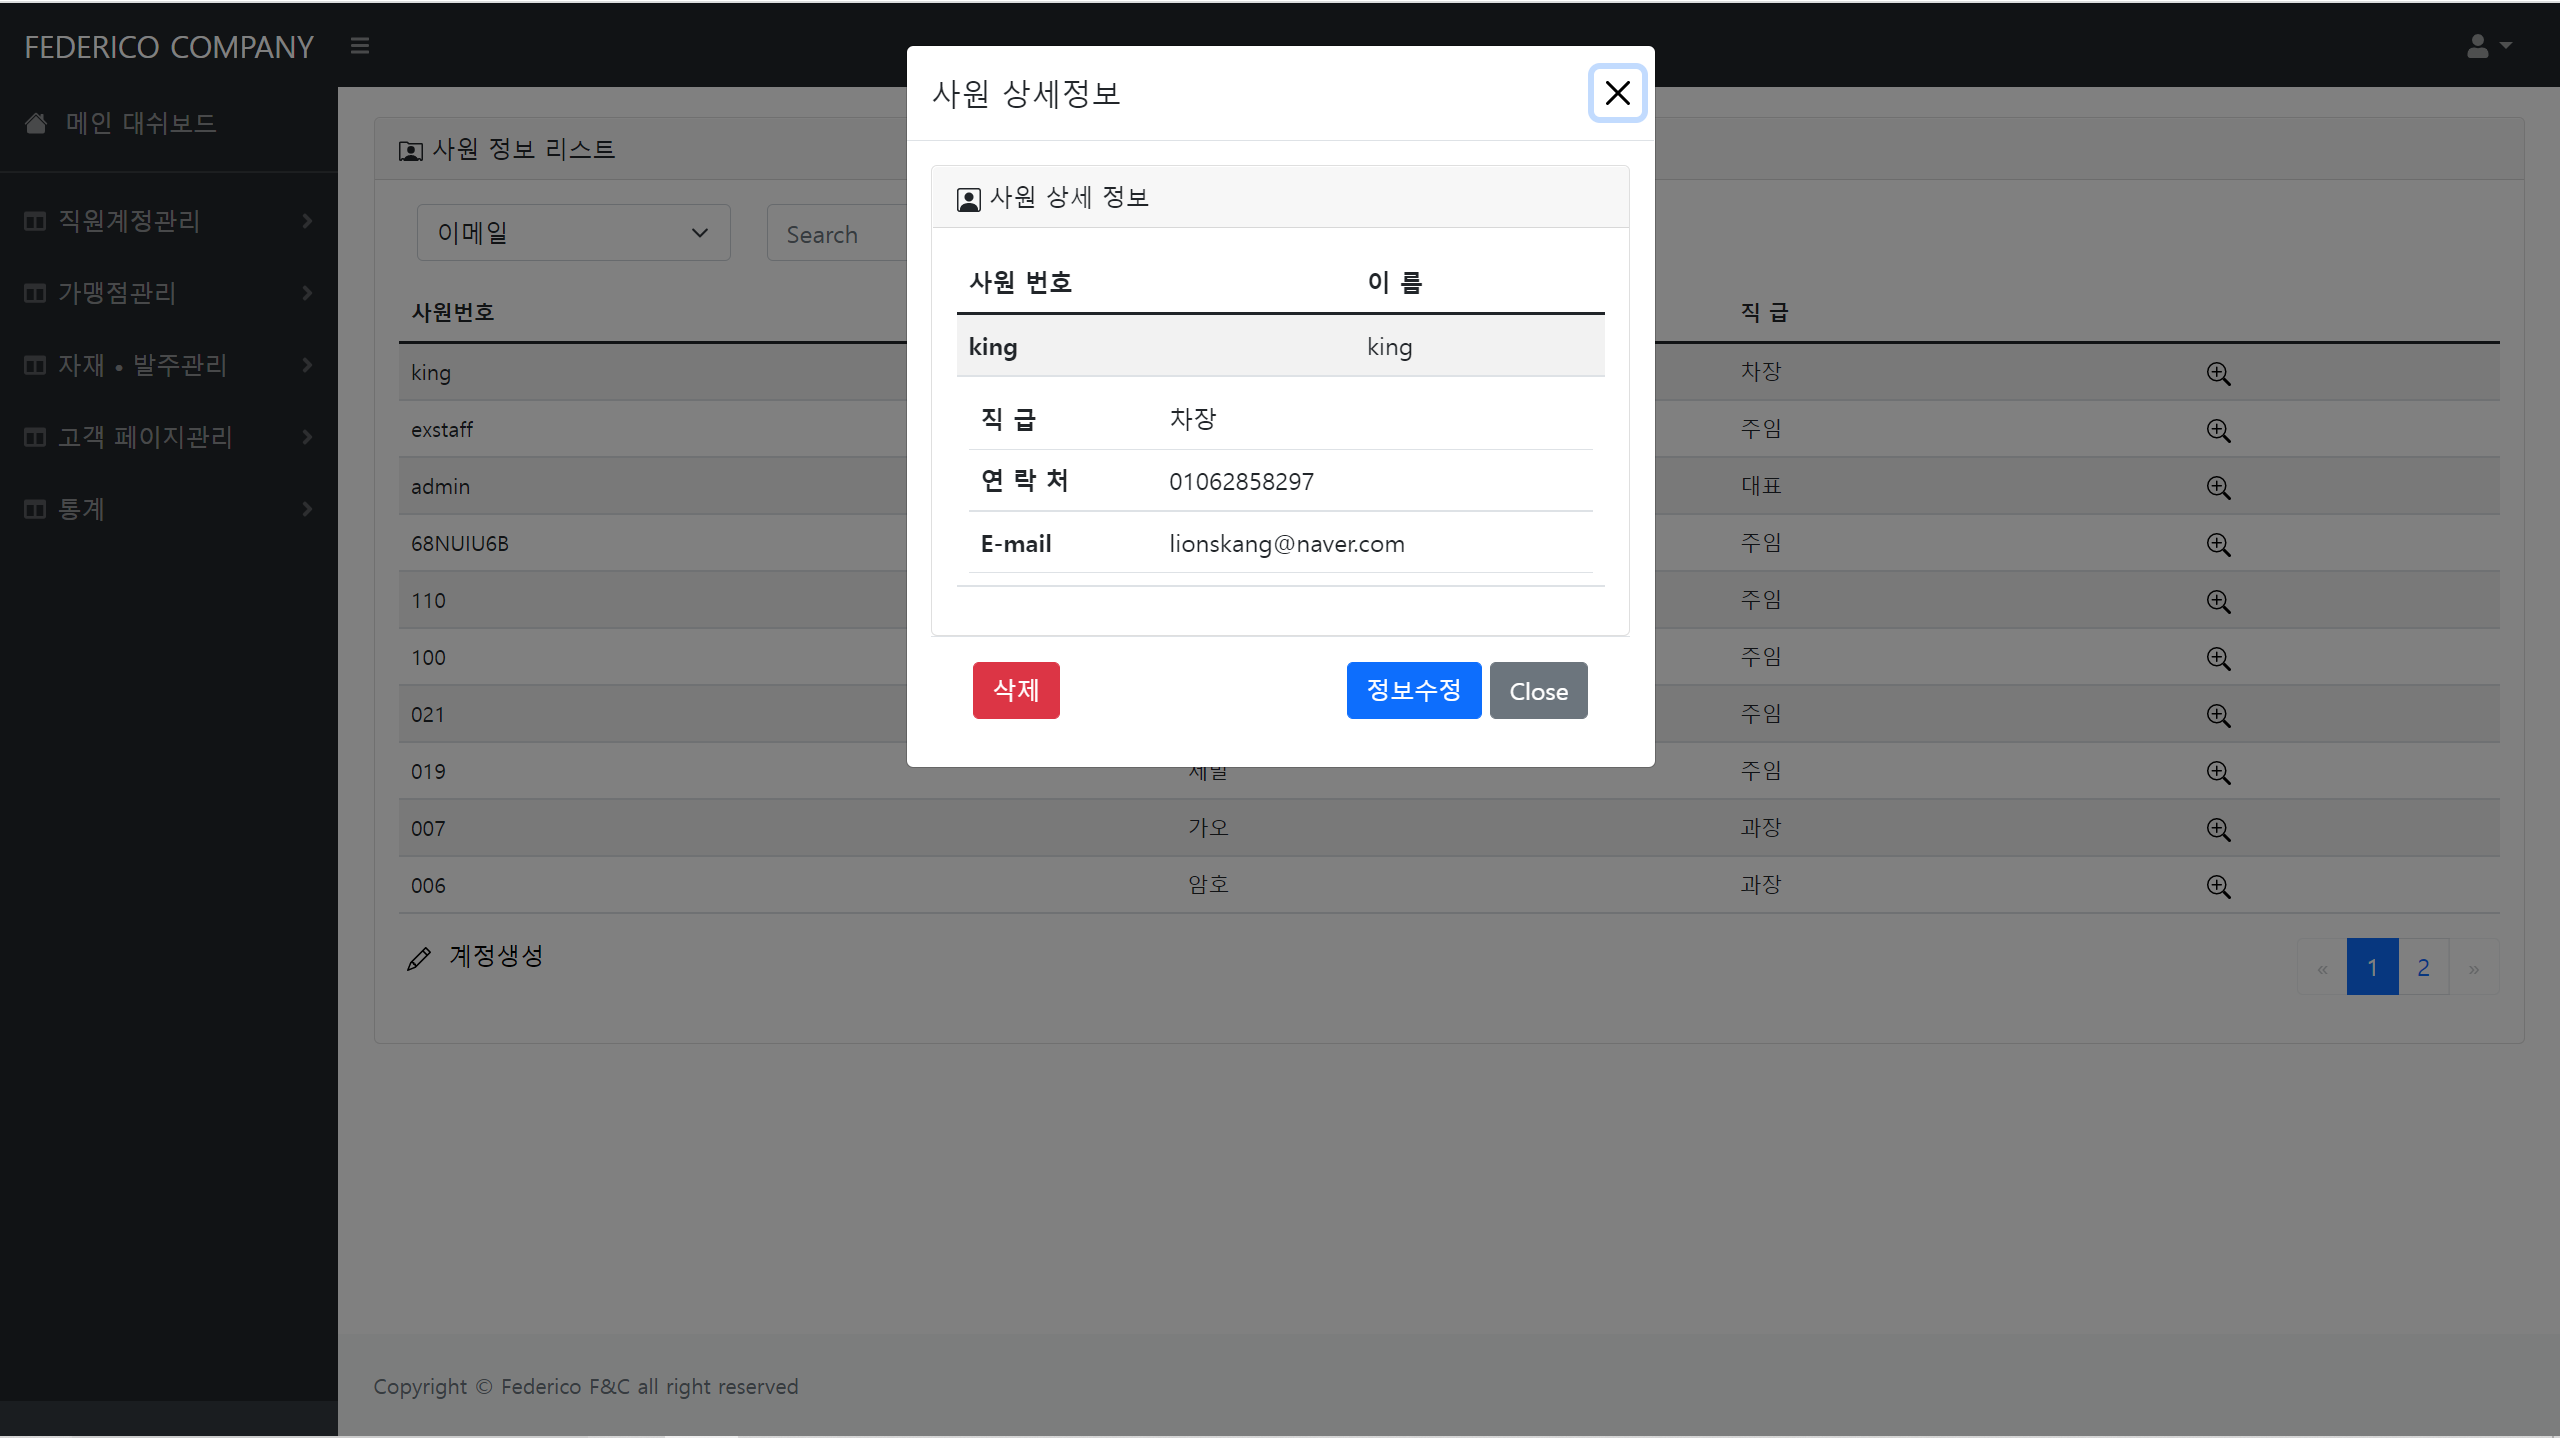 FEDERICO COMPANY
메인 대쉬보드
직원계정관리
가맹점관리
자재 • 발주관리
고객 페이지관리
통계
사원 정보 리스트
이메일
Search
사원번호
직 급
king
차장
exstaff
주임
admin
대표
68NUIU6B
주임
110
주임
100
주임
021
주임
019
주임
007
가오
과장
006
암호
과장
계정생성
«
1
2
»
사원 상세정보
사원 상세 정보
사원 번호
이 름
king
king
직 급
차장
연 락 처
01062858297
E-mail
lionskang@naver.com
삭제
정보수정
Close
Copyright © Federico F&C all right reserved